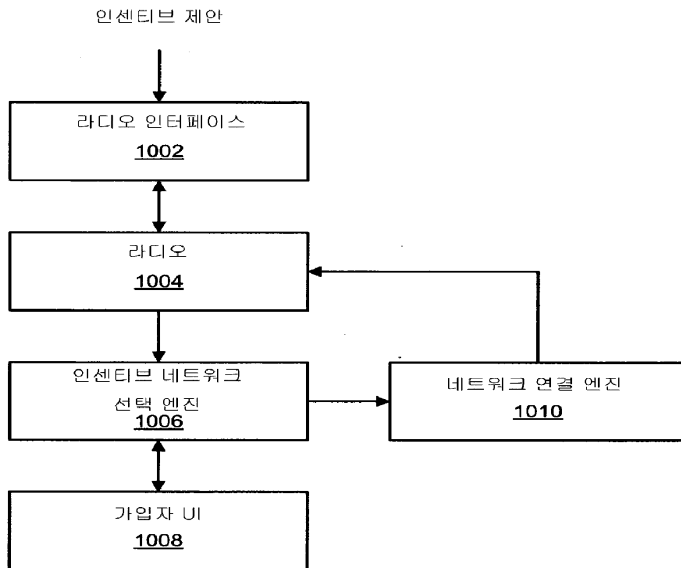 인센티브 제안
라디오 인터페이스
1002
라디오
1004
인센티브 네트워크
선택 엔진
1006
네트워크 연결 엔진
1010
가입자 UI
1008